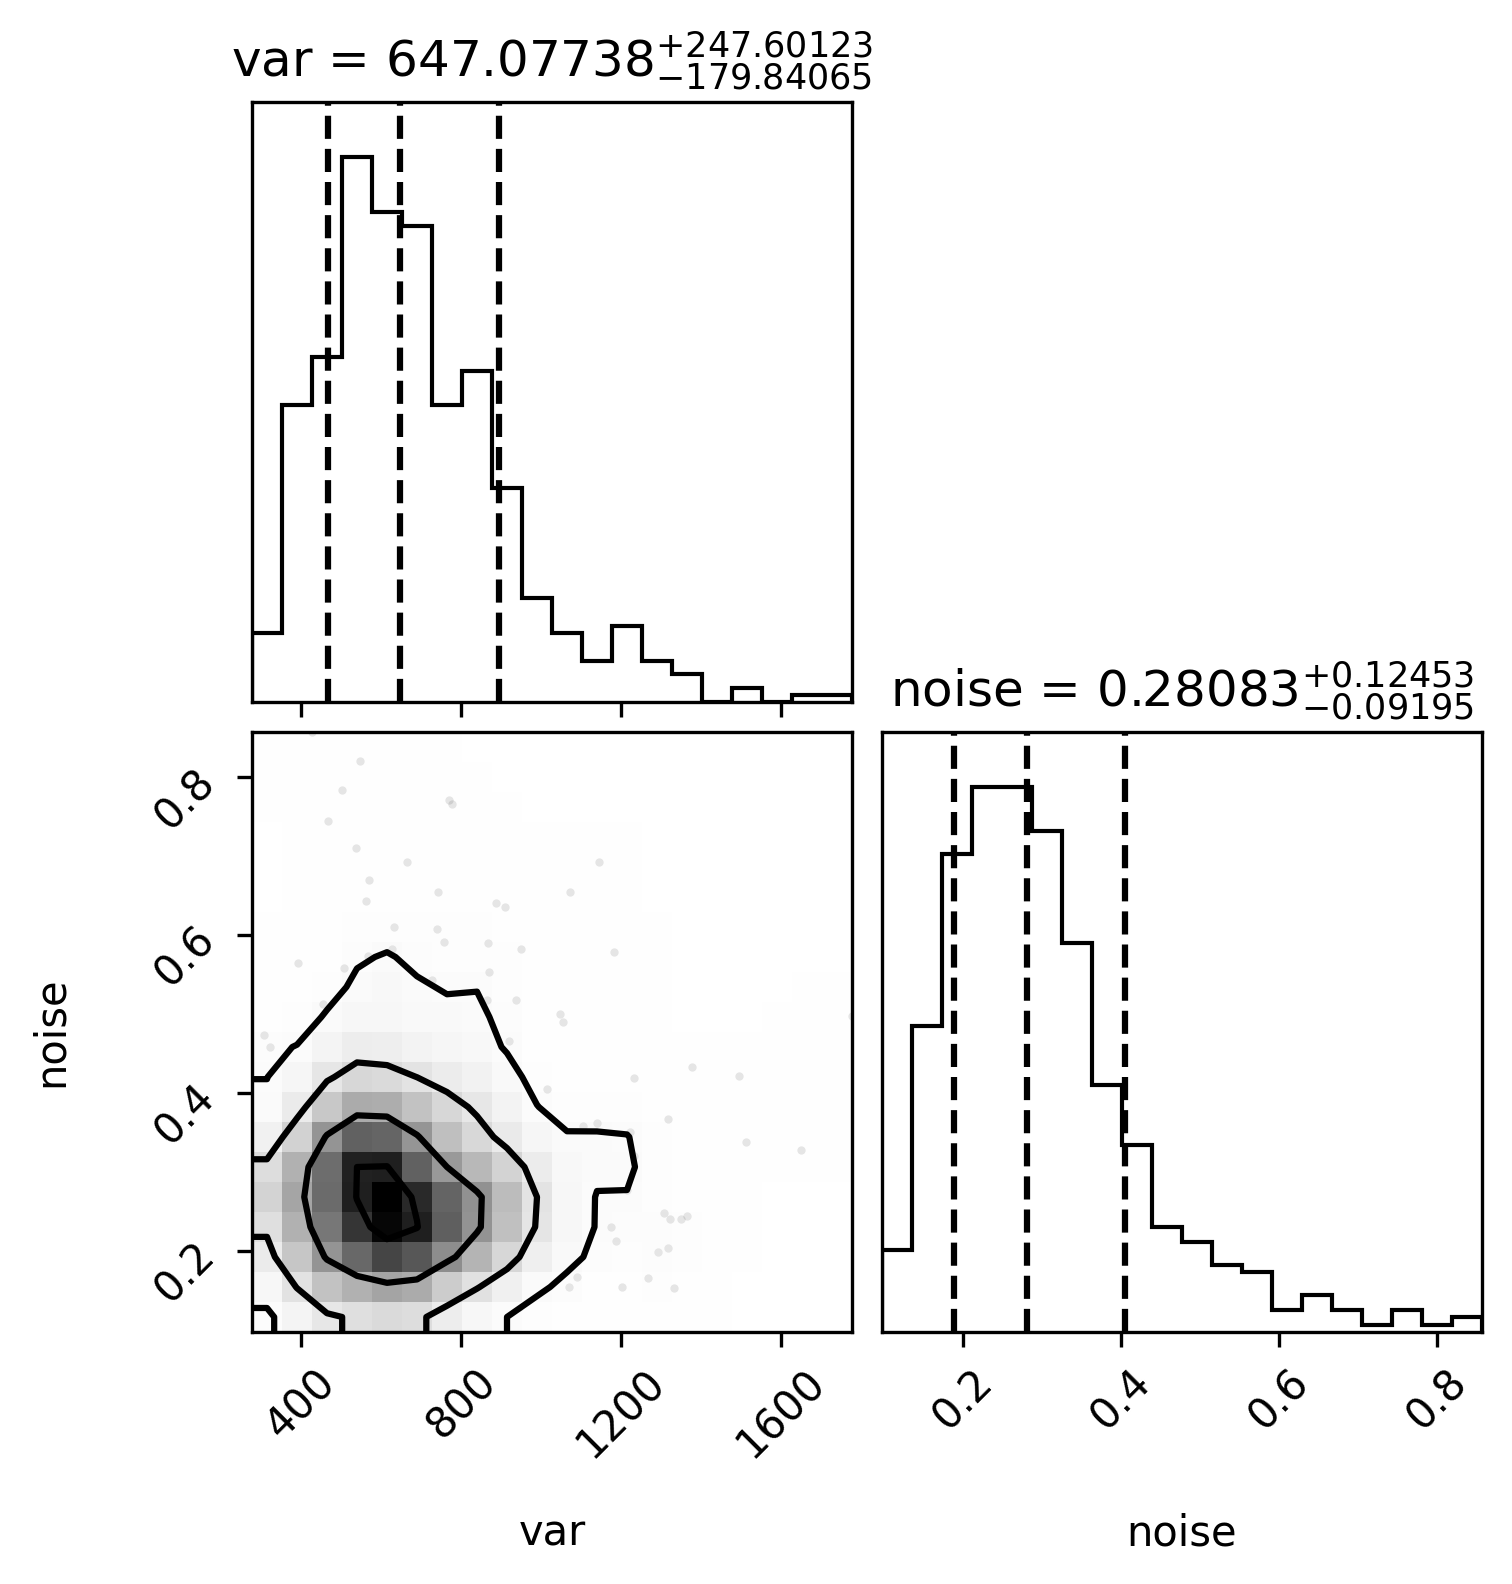 var = 647.07738+247.60123−179.84065
noise = 0.28083+0.12453−0.09195
0.8
0.6
0.4
0.2
noise
400 800 1200 1600
0.2 0.4 0.6 0.8
var
noise